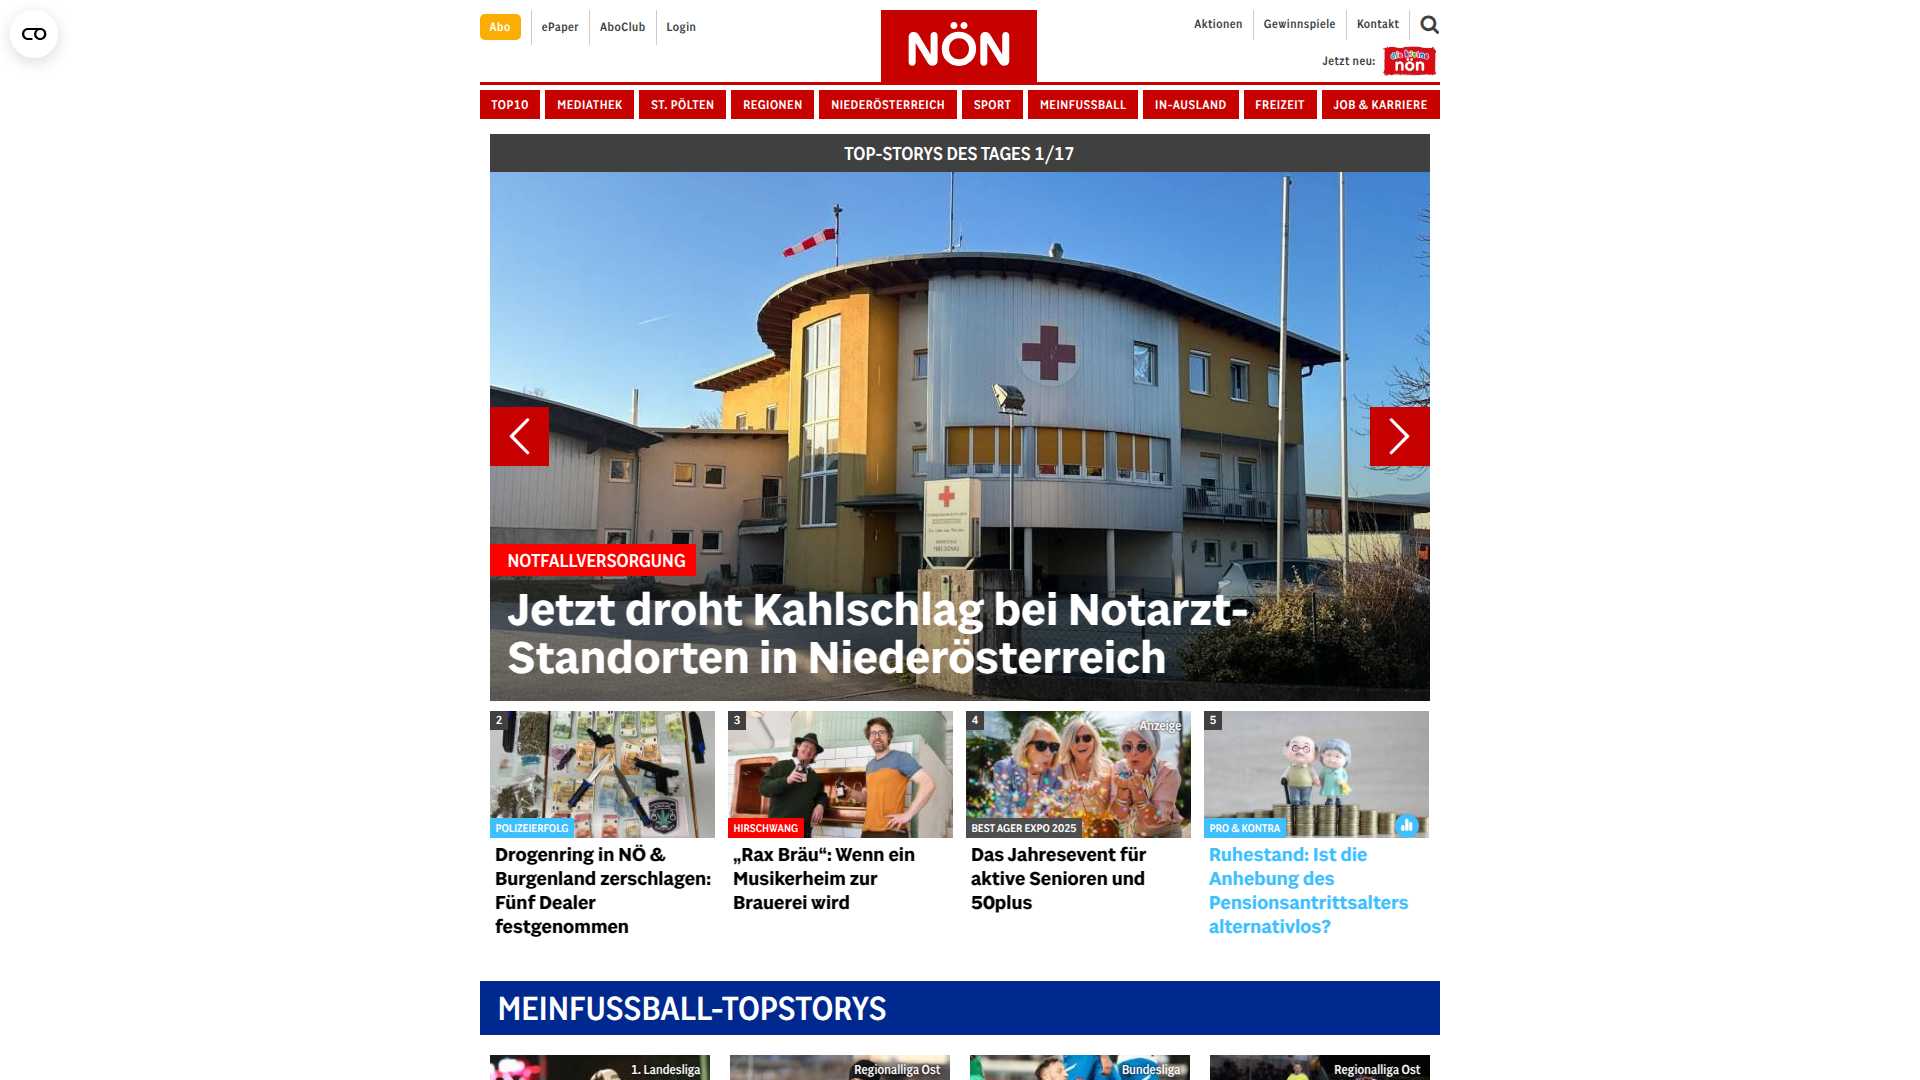 Abo
ePaper
AboClub
Login
NÖN
Aktionen
Gewinnspiele
Kontakt
Jetzt neu:
die kleine
nön
TOP10
MEDIATHEK
ST. PÖLTEN
REGIONEN
NIEDERÖSTERREICH
SPORT
MEINFUSSBALL
IN-AUSLAND
FREIZEIT
JOB & KARRIERE
TOP-STORYS DES TAGES 1/17
NOTFALLVERSORGUNG
Jetzt droht Kahlschlag bei Notarzt-
Standorten in Niederösterreich
2
POLIZEIERFOLG
Drogenring in NÖ &
Burgenland zerschlagen:
Fünf Dealer
festgenommen
3
HIRSCHWANG
„Rax Bräu“: Wenn ein
Musikerheim zur
Brauerei wird
4
Anzeige
BEST AGER EXPO 2025
Das Jahresevent für
aktive Senioren und
50plus
5
PRO & KONTRA
Ruhestand: Ist die
Anhebung des
Pensionsantrittsalters
alternativlos?
MEINFUSSBALL-TOPSTORYS
1. Landesliga
Regionalliga Ost
Bundesliga
Regionalliga Ost